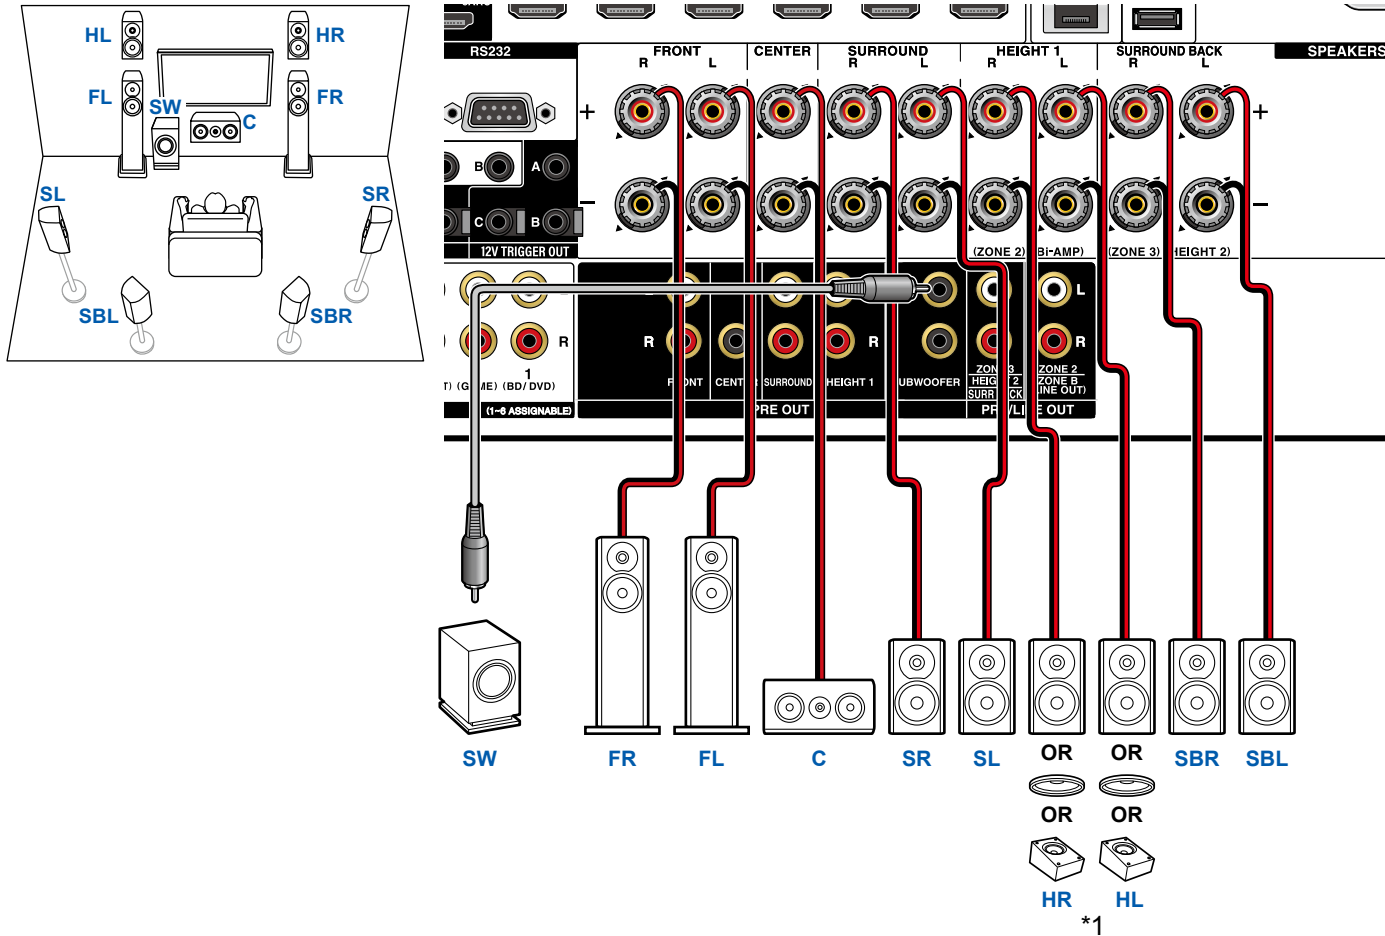 HL
HR
FL
SW
C
FR
SL
SR
SBL
SBR
RS232
FRONT
CENTER
SURROUND
HEIGHT 1
SURROUND BACK
SPEAKERS
R L
R L
R L
R L
+
+
B
A
−
−
C
B
12V TRIGGER OUT
(ZONE 2)
Bi-AMP)
(ZONE 3)
HEIGHT 2)
L
R
R
R
R
1
(BD/DVD)
(1~6 ASSIGNABLE)
SURROUND
HEIGHT 1
PRE OUT
ZONE 2
ZONE B
SW
FR
FL
C
SR
SL
OR
OR
SBR
SBL
OR
OR
HR
HL
*1